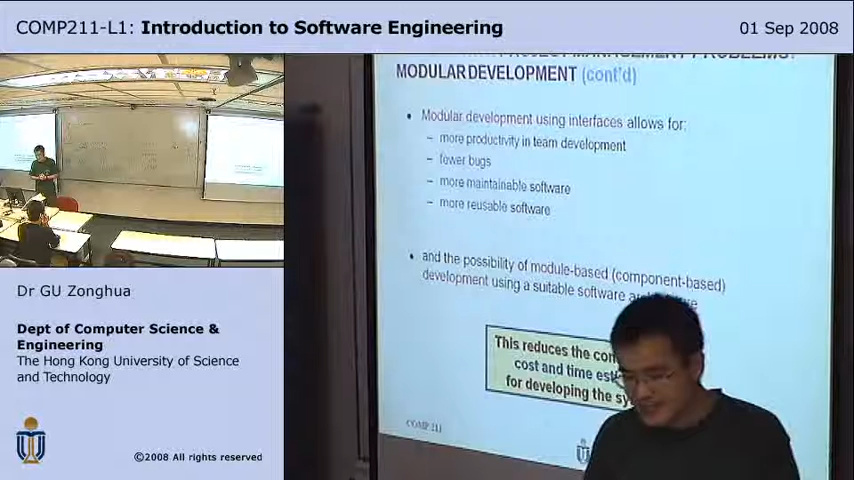 COMP211-L1: Introduction to Software Engineering
01 Sep 2008
PROJECT MANAGEMENT PROBLEMS:
MODULAR DEVELOPMENT (cont'd)
• Modular development using interfaces allows for:
– more productivity in team development
– fewer bugs
– more maintainable software
– more reusable software
• and the possibility of module-based (component-based)
development using a suitable software
This reduces the
cost and time
for developing the
COMP 211
Dr GU Zonghua
Dept of Computer Science &
Engineering
The Hong Kong University of Science
and Technology
©2008 All rights reserved